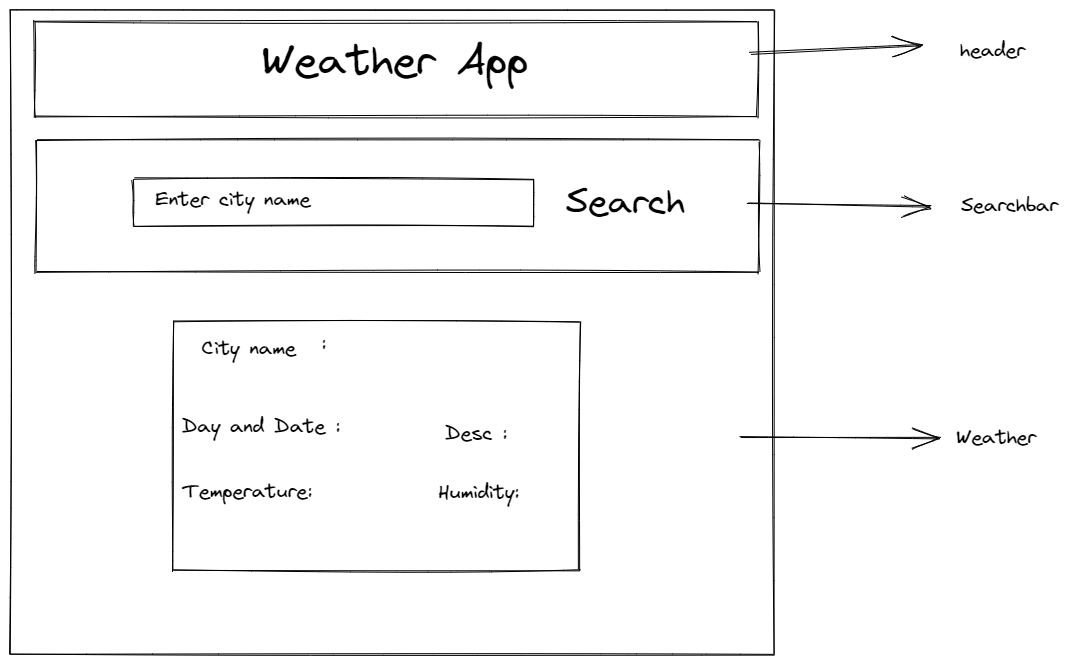 Weather App
header
Enter city name
Search
Searchbar
City name :
Day and Date :
Desc :
Weather
Temperature:
Humidity: